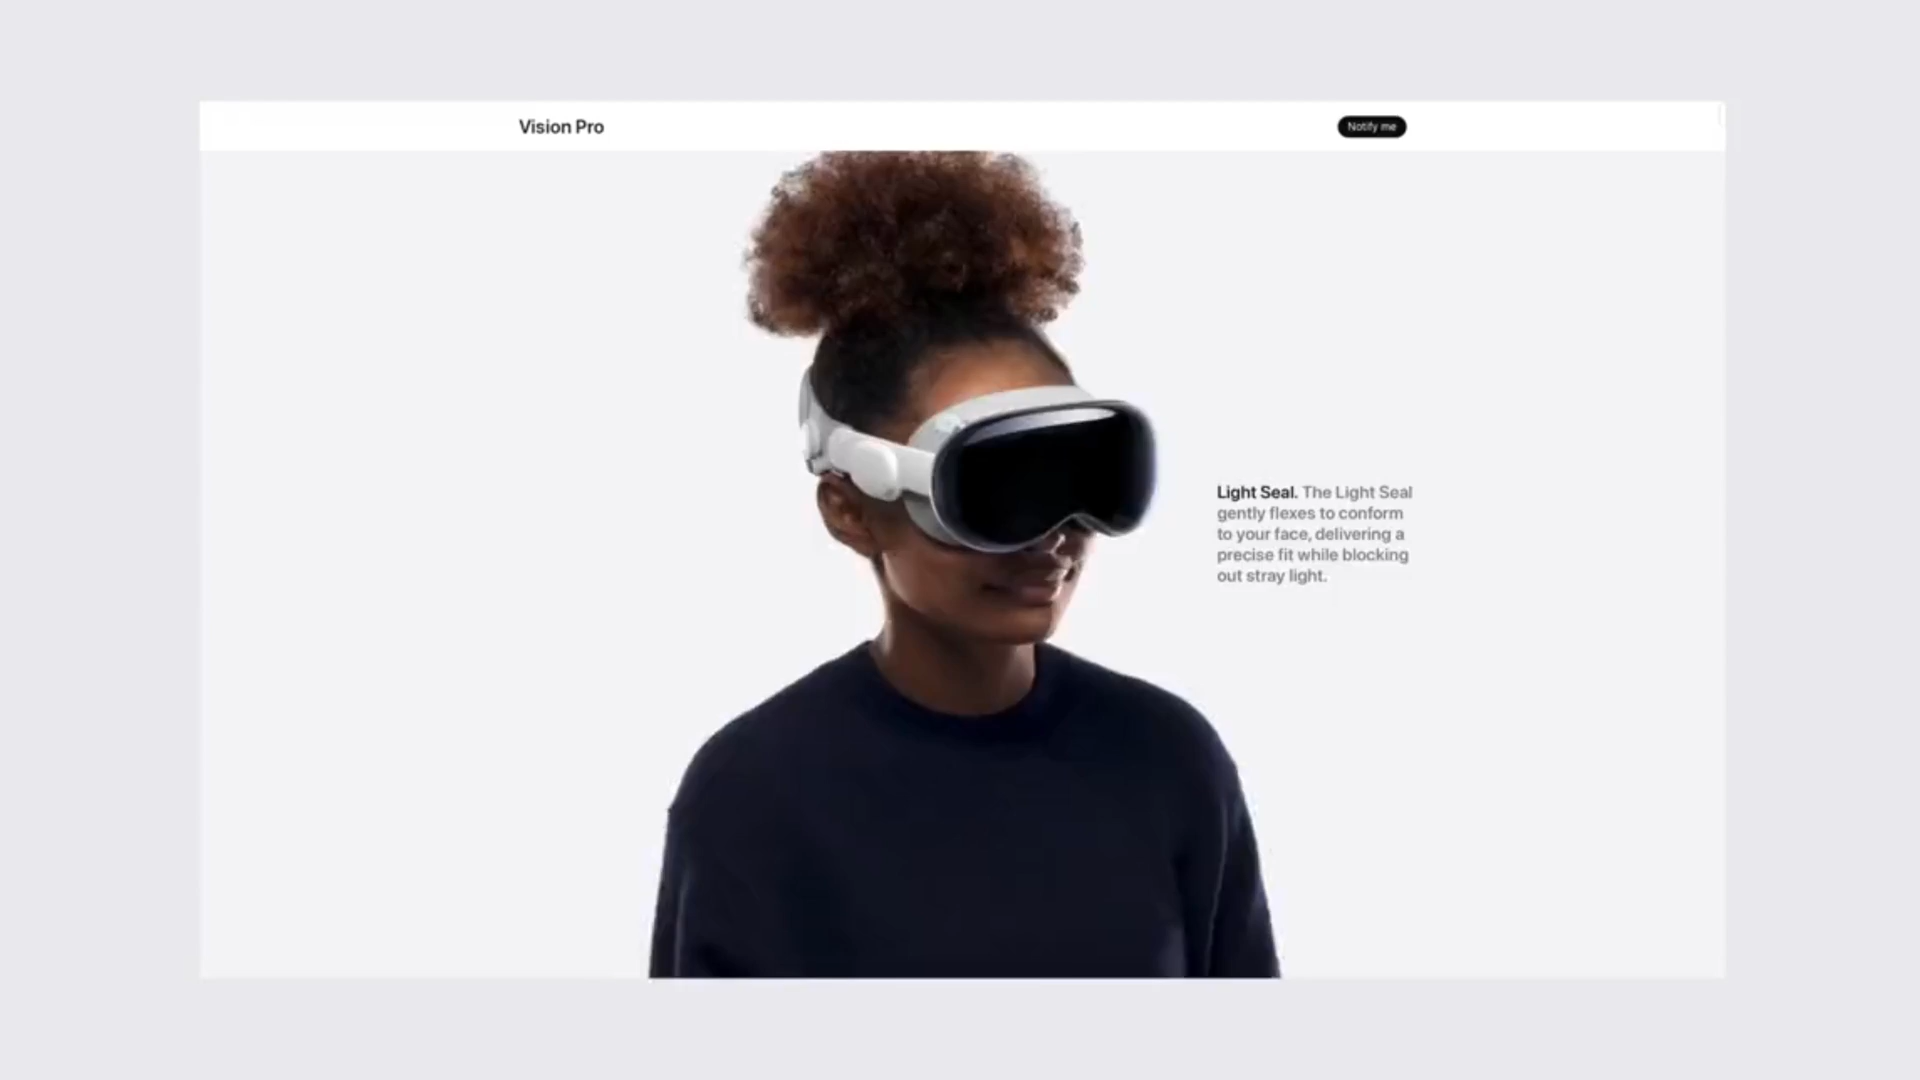 Vision Pro
Notify me
Light Seal. The Light Seal
gently flexes to conform
to your face, delivering a
precise fit while blocking
out stray light.